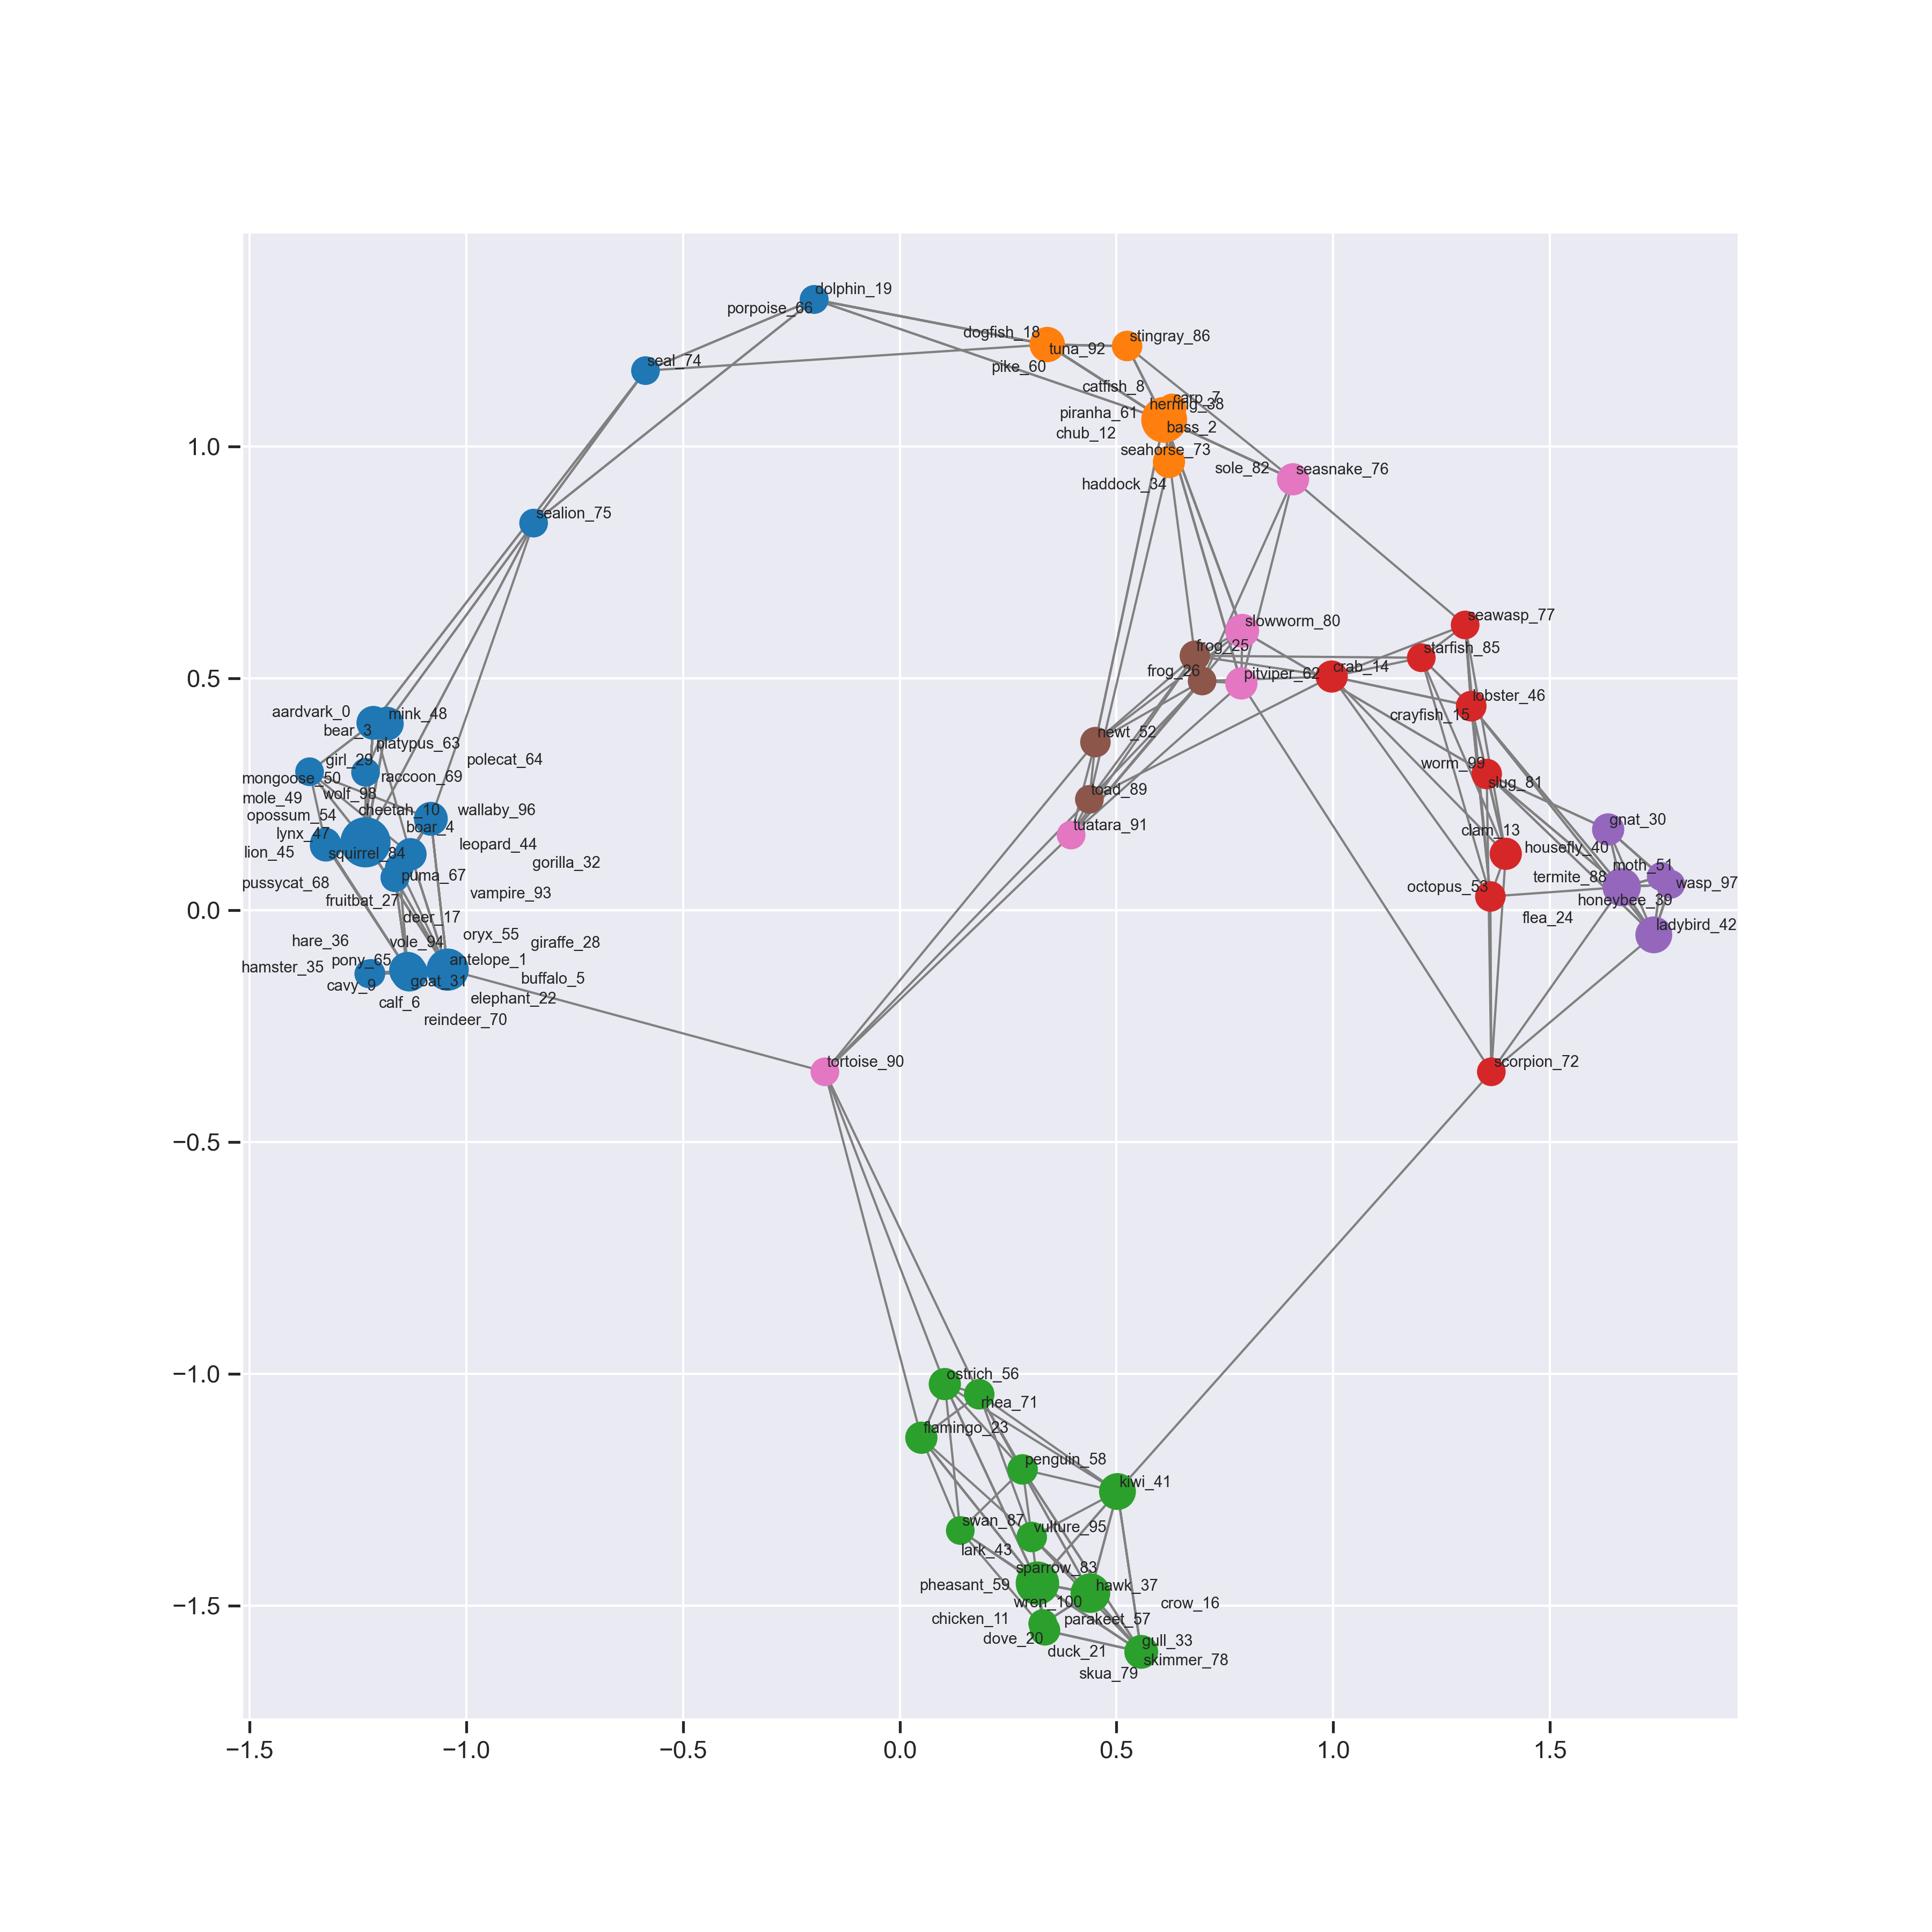 dolphin_19
porpoise_66
dogfish_18
stingray_86
tuna_92
seal_74
pike_60
catfish_8
carp_7
herring_38
piranha_61
bass_2
chub_12
1.0
seahorse_73
sole_82
seasnake_76
haddock_34
sealion_75
seawasp_77
slowworm_80
frog_25
starfish_85
crab_14
frog_26
pitviper_62
0.5
lobster_46
aardvark_0
mink_48
crayfish_15
bear_3
newt_52
platypus_63
girl_29
polecat_64
worm_99
mongoose_50
raccoon_69
slug_81
toad_89
wolf_98
mole_49
cheetah_10
wallaby_96
opossum_54
gnat_30
tuatara_91
boar_4
clam_13
lynx_47
leopard_44
housefly_40
lion_45
squirrel_84
gorilla_32
moth_51
puma_67
termite_88
pussycat_68
wasp_97
octopus_53
vampire_93
fruitbat_27
honeybee_39
0.0
deer_17
flea_24
ladybird_42
oryx_55
hare_36
vole_94
giraffe_28
pony_65
antelope_1
hamster_35
buffalo_5
goat_31
cavy_9
elephant_22
calf_6
reindeer_70
tortoise_90
scorpion_72
−0.5
−1.0
ostrich_56
rhea_71
flamingo_23
penguin_58
kiwi_41
swan_87
vulture_95
lark_43
sparrow_83
pheasant_59
hawk_37
wren_100
crow_16
−1.5
chicken_11
parakeet_57
dove_20
gull_33
duck_21
skimmer_78
skua_79
−1.5 −1.0 −0.5 0.0 0.5 1.0 1.5